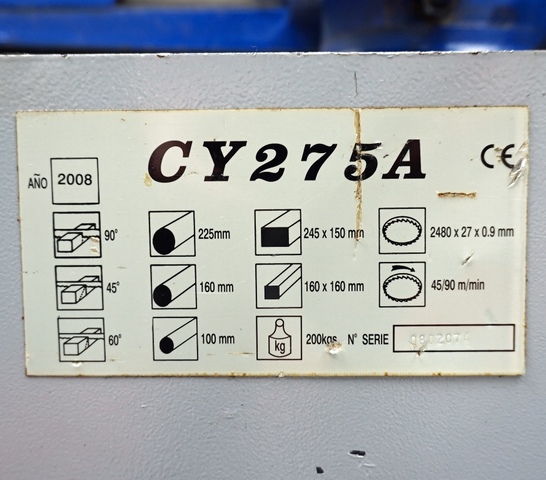 CY275A
CE
AÑO 2008
90° 225mm 245 x 150 mm 2480 x 27 x 0.9 mm
45° 160 mm 160 x 160 mm 45/90 m/min
60° 100 mm kg 200kgs N° SERIE